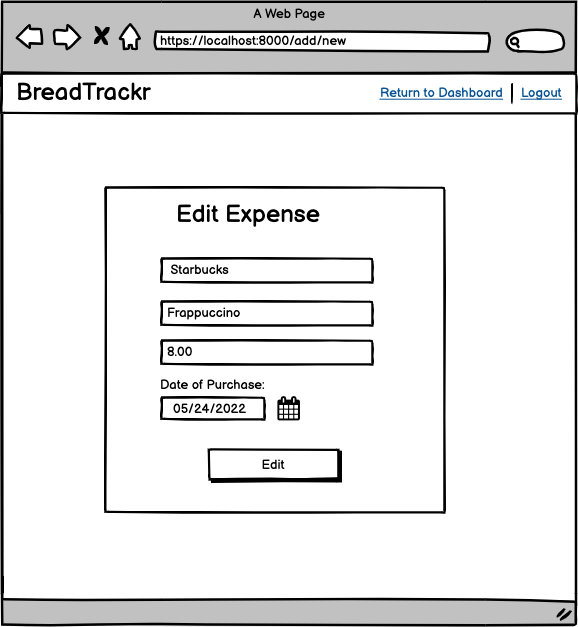 A Web Page
https://localhost:8000/add/new
BreadTrackr
Return to Dashboard | Logout
Edit Expense
Starbucks
Frappuccino
8.00
Date of Purchase:
05/24/2022
Edit